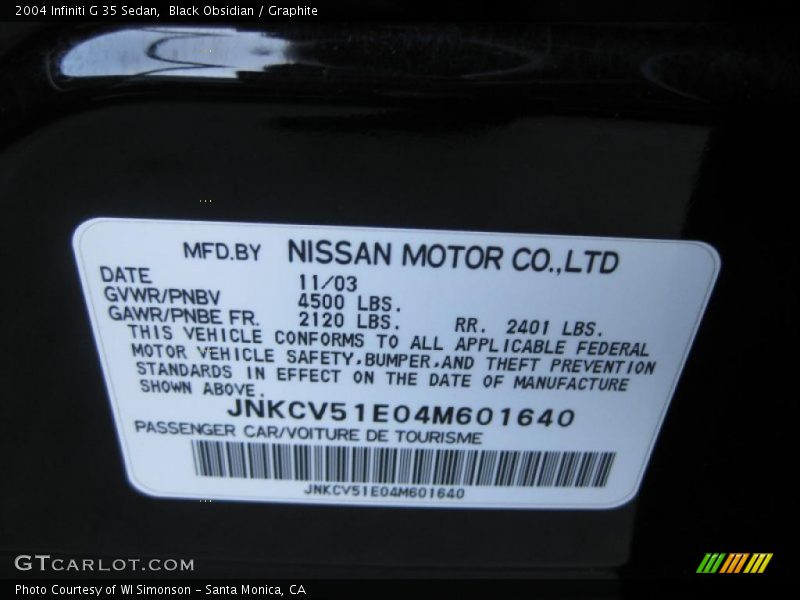 2004 Infiniti G 35 Sedan,  Black Obsidian / Graphite
MFD.BY NISSAN MOTOR CO.,LTD
DATE 11/03
GVWR/PNBV 4500 LBS.
GAWR/PNBE FR. 2120 LBS. RR. 2401 LBS.
THIS VEHICLE CONFORMS TO ALL APPLICABLE FEDERAL
MOTOR VEHICLE SAFETY,BUMPER,AND THEFT PREVENTION
STANDARDS IN EFFECT ON THE DATE OF MANUFACTURE
SHOWN ABOVE.
JNKCV51E04M601640
PASSENGER CAR/VOITURE DE TOURISME
JNKCV51E04M601640
GTCARLOT.COM
Photo Courtesy of WI Simonson - Santa Monica, CA